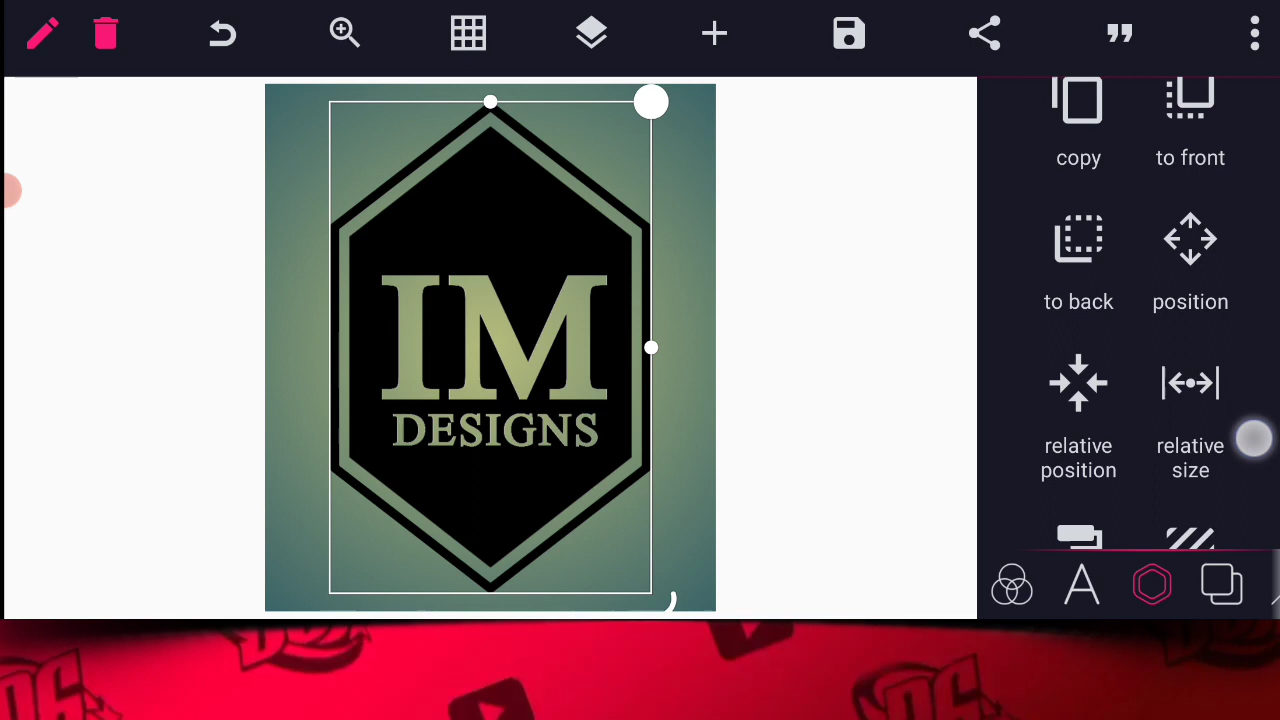 copy
to front
to back
position
relative position
relative size
IM
DESIGNS